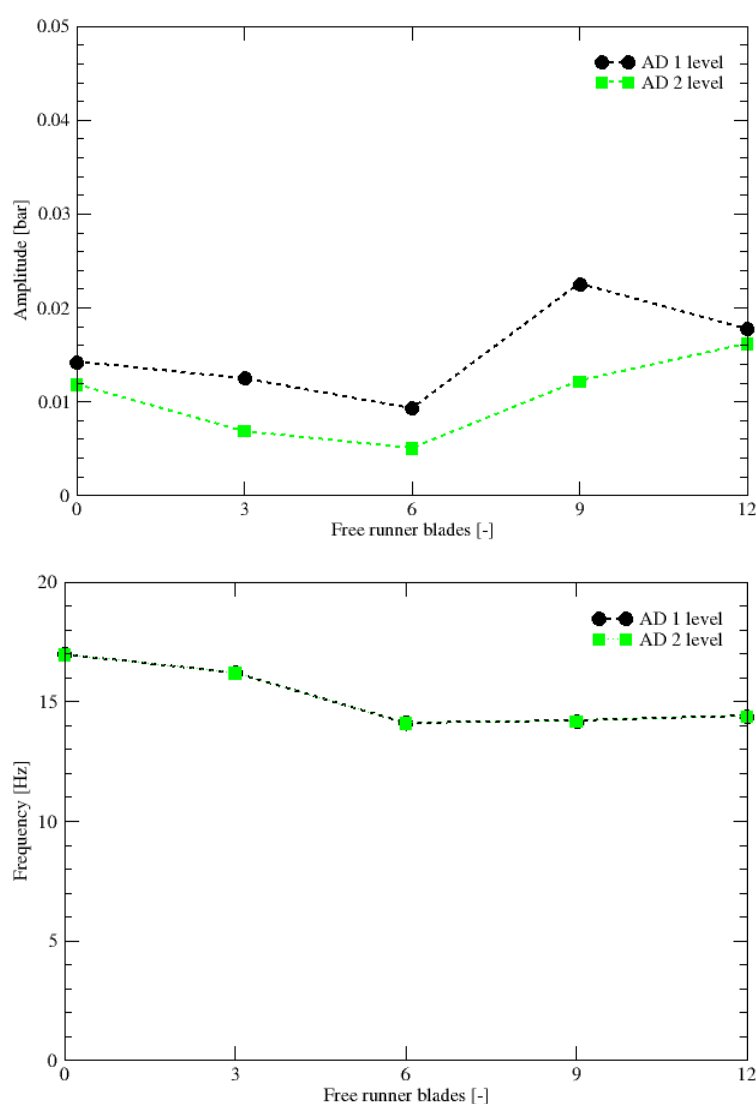 0.05
AD 1 level
AD 2 level
0.04
0.03
Amplitude [bar]
0.02
0.01
0
0 3 6 9 12
Free runner blades [-]
20
AD 1 level
AD 2 level
15
Frequency [Hz]
10
5
0
0 3 6 9 12
Free runner blades [-]